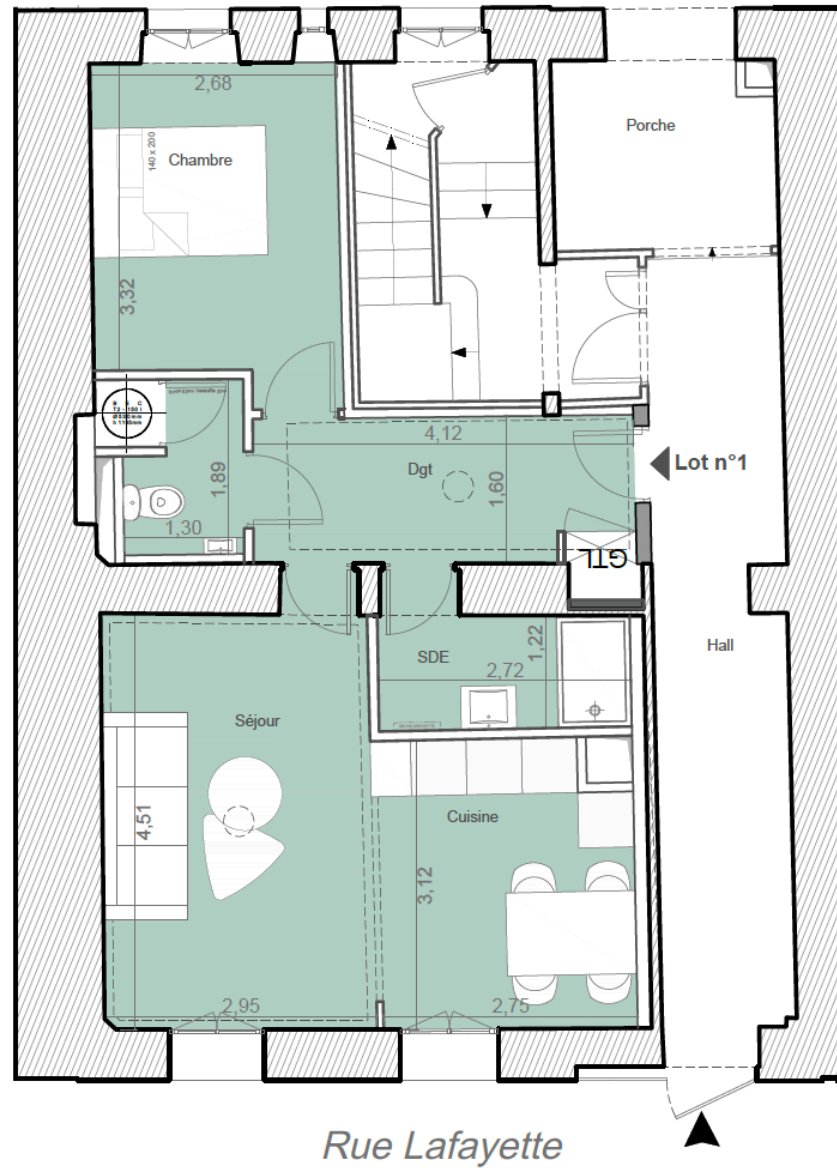 2,68
Porche
140 x 200
Chambre
3,32
T2 - 150 l
4,12
Dgt
Lot n°1
1,89
1,60
1,30
GTL
1,22
SDE
Hall
2,72
Séjour
Cuisine
4,51
3,12
2,95
2,75
Rue Lafayette